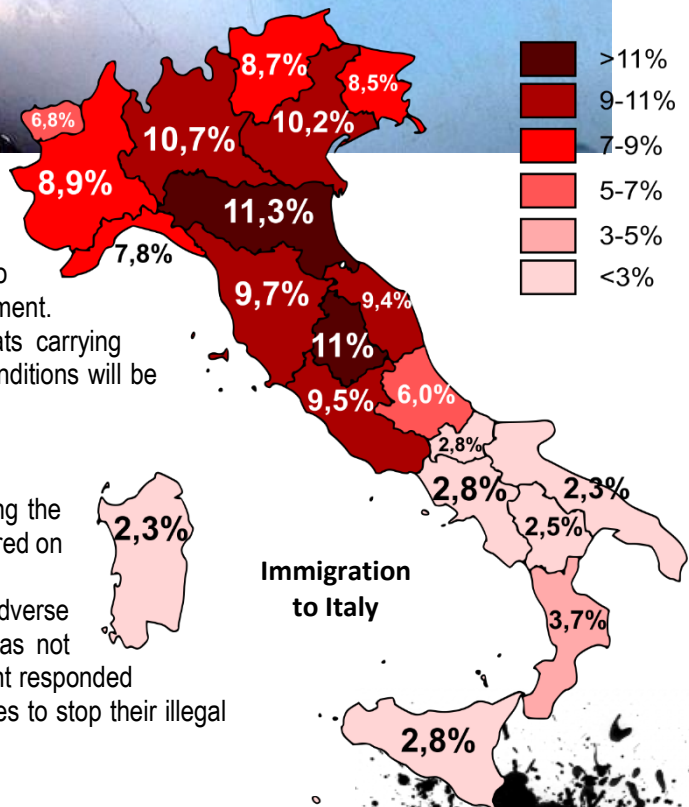 8,7%
8,5%
6,8%
10,7%
10,2%
8,9%
11,3%
7,8%
9,7%
9,4%
11%
9,5%
6,0%
2,8%
2,8%
2,3%
2,5%
2,3%
3,7%
2,8%
>11%
9-11%
7-9%
5-7%
3-5%
<3%
Immigration
to Italy
ats carrying
nditions will be
ng the
red on
dverse
as not
nt responded
es to stop their illegal